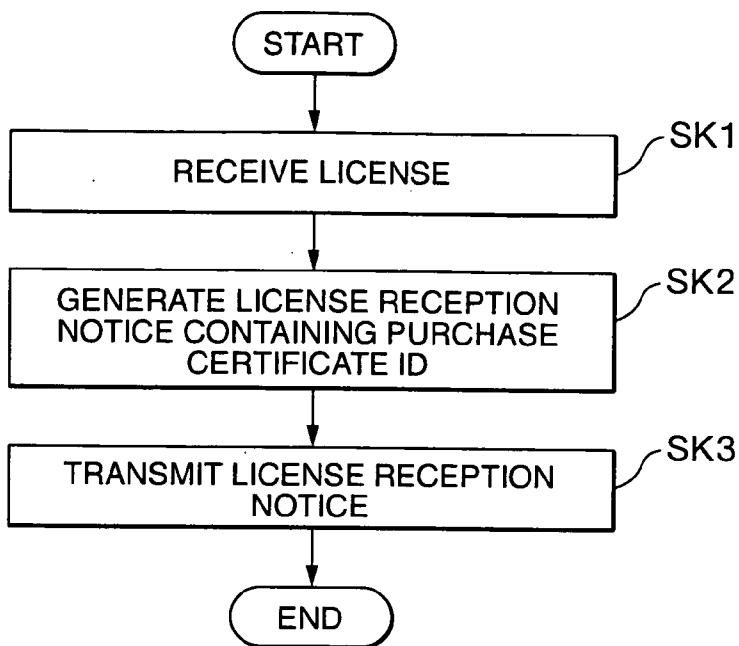 START
RECEIVE LICENSE
SK1
GENERATE LICENSE RECEPTION
NOTICE CONTAINING PURCHASE
CERTIFICATE ID
SK2
TRANSMIT LICENSE RECEPTION
NOTICE
SK3
END